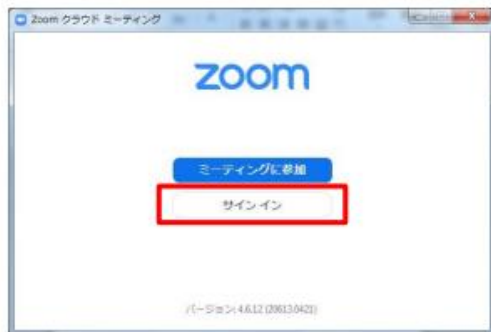 Zoom クラウド ミーティング
zoom
ミーティングに参加
サイン イン
バージョン: 4.6.12 (20613.0421)